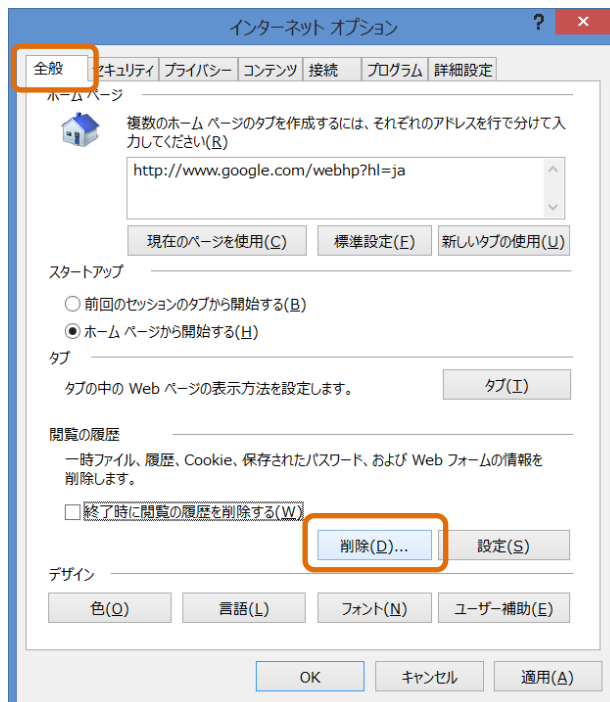 インターネット オプション
?
×
全般 セキュリティ プライバシー コンテンツ 接続 プログラム 詳細設定
ホーム ページ
複数のホーム ページのタブを作成するには、それぞれのアドレスを行で分けて入
力してください(R)
http://www.google.com/webhp?hl=ja
現在のページを使用(C) 標準設定(F) 新しいタブの使用(U)
スタートアップ
前回のセッションのタブから開始する(B)
ホーム ページから開始する(H)
タブ
タブの中の Web ページの表示方法を設定します。 タブ(T)
閲覧の履歴
一時ファイル、履歴、Cookie、保存されたパスワード、および Web フォームの情報を
削除します。
終了時に閲覧の履歴を削除する(W)
削除(D)... 設定(S)
デザイン
色(O) 言語(L) フォント(N) ユーザー補助(E)
OK キャンセル 適用(A)